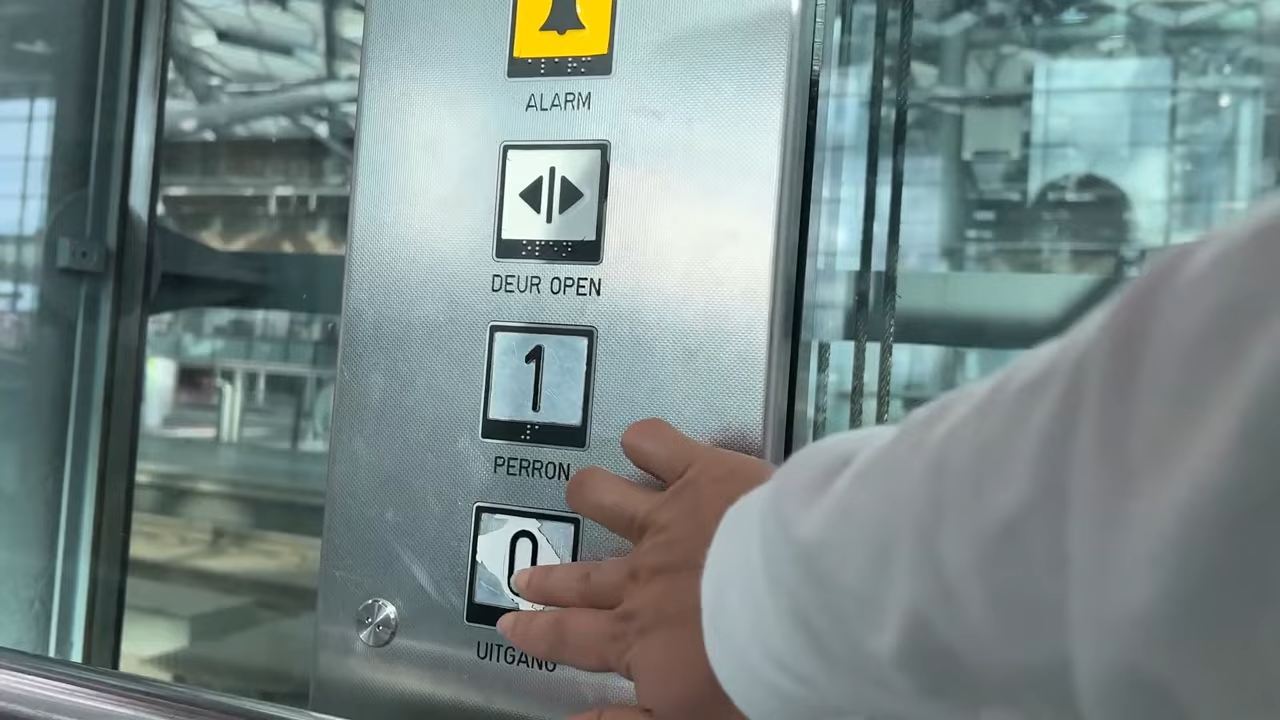 ALARM
DEUR OPEN
1
PERRON
0
UITGANG